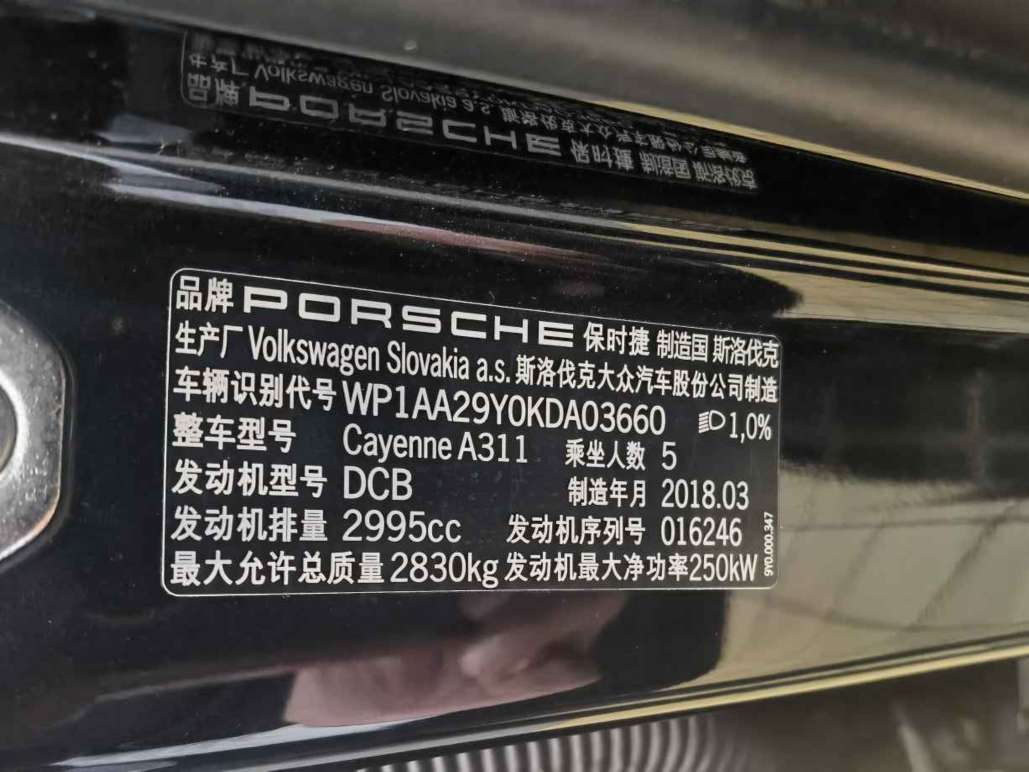 品牌 PORSCHE 保时捷 制造国 斯洛伐克
生产厂 Volkswagen Slovakia a.s. 斯洛伐克大众汽车股份公司制造
车辆识别代号 WP1AA29Y0KDA03660 1,0%
整车型号 Cayenne A311 乘坐人数 5
发动机型号 DCB 制造年月 2018.03
发动机排量 2995cc 发动机序列号 016246
最大允许总质量 2830kg 发动机最大净功率 250kW
9Y0.000.347